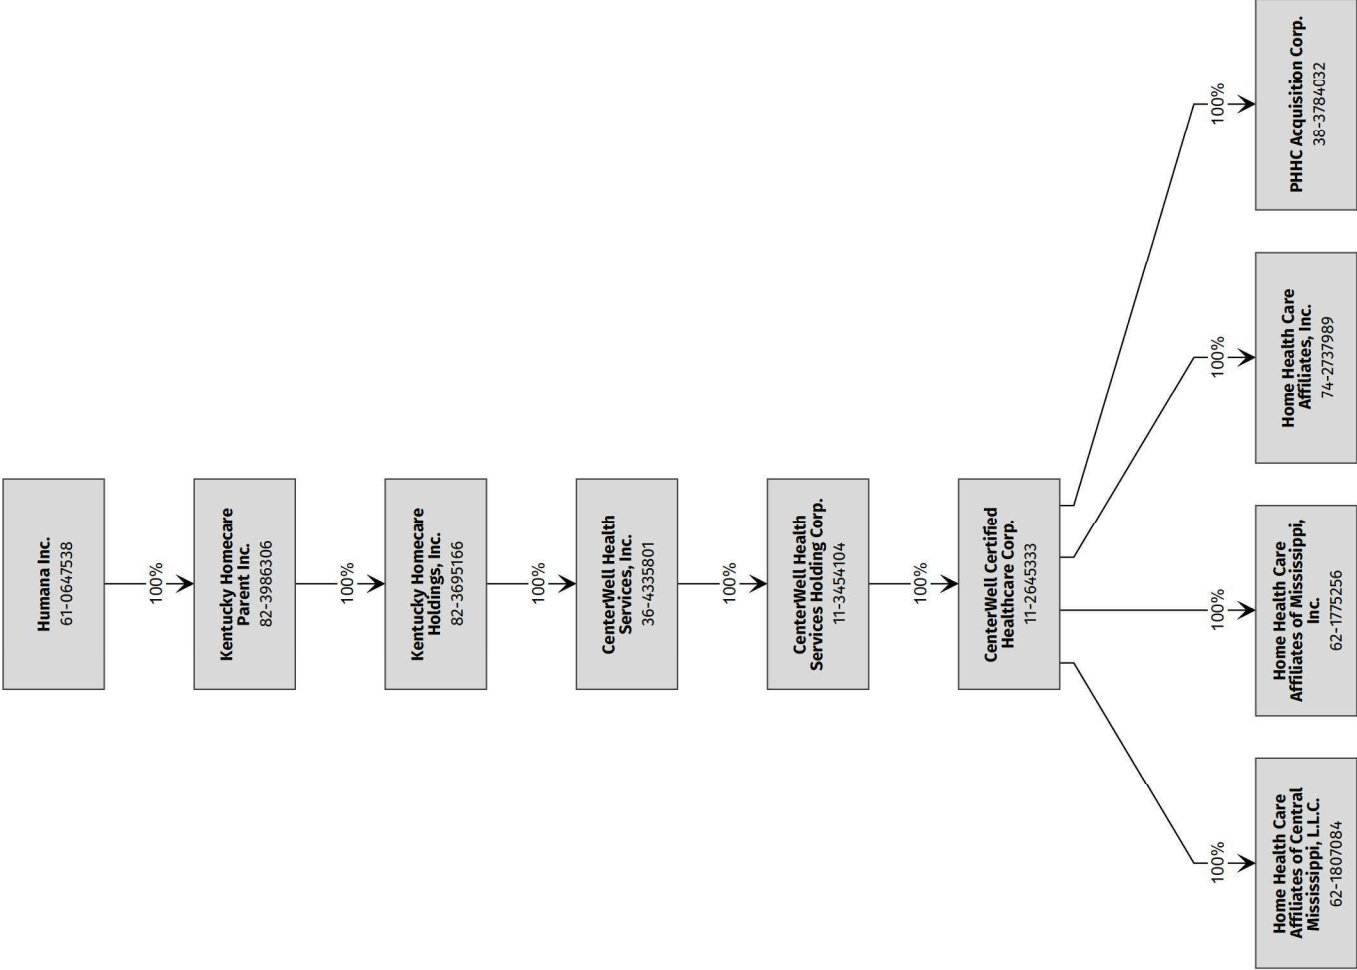 Humana Inc.
61-0647538
100%
Kentucky Homecare
Parent Inc.
82-3986306
100%
Kentucky Homecare
Holdings, Inc.
82-3695166
100%
CenterWell Health
Services, Inc.
36-4335801
100%
CenterWell Health
Services Holding Corp.
11-3454104
100%
CenterWell Certified
Healthcare Corp.
11-2645333
100%
100%
100%
100%
Home Health Care
Affiliates of Central
Mississippi, L.L.C.
62-1807084
Home Health Care
Affiliates of Mississippi,
Inc.
62-1775256
Home Health Care
Affiliates, Inc.
74-2737989
PHHC Acquisition Corp.
38-3784032